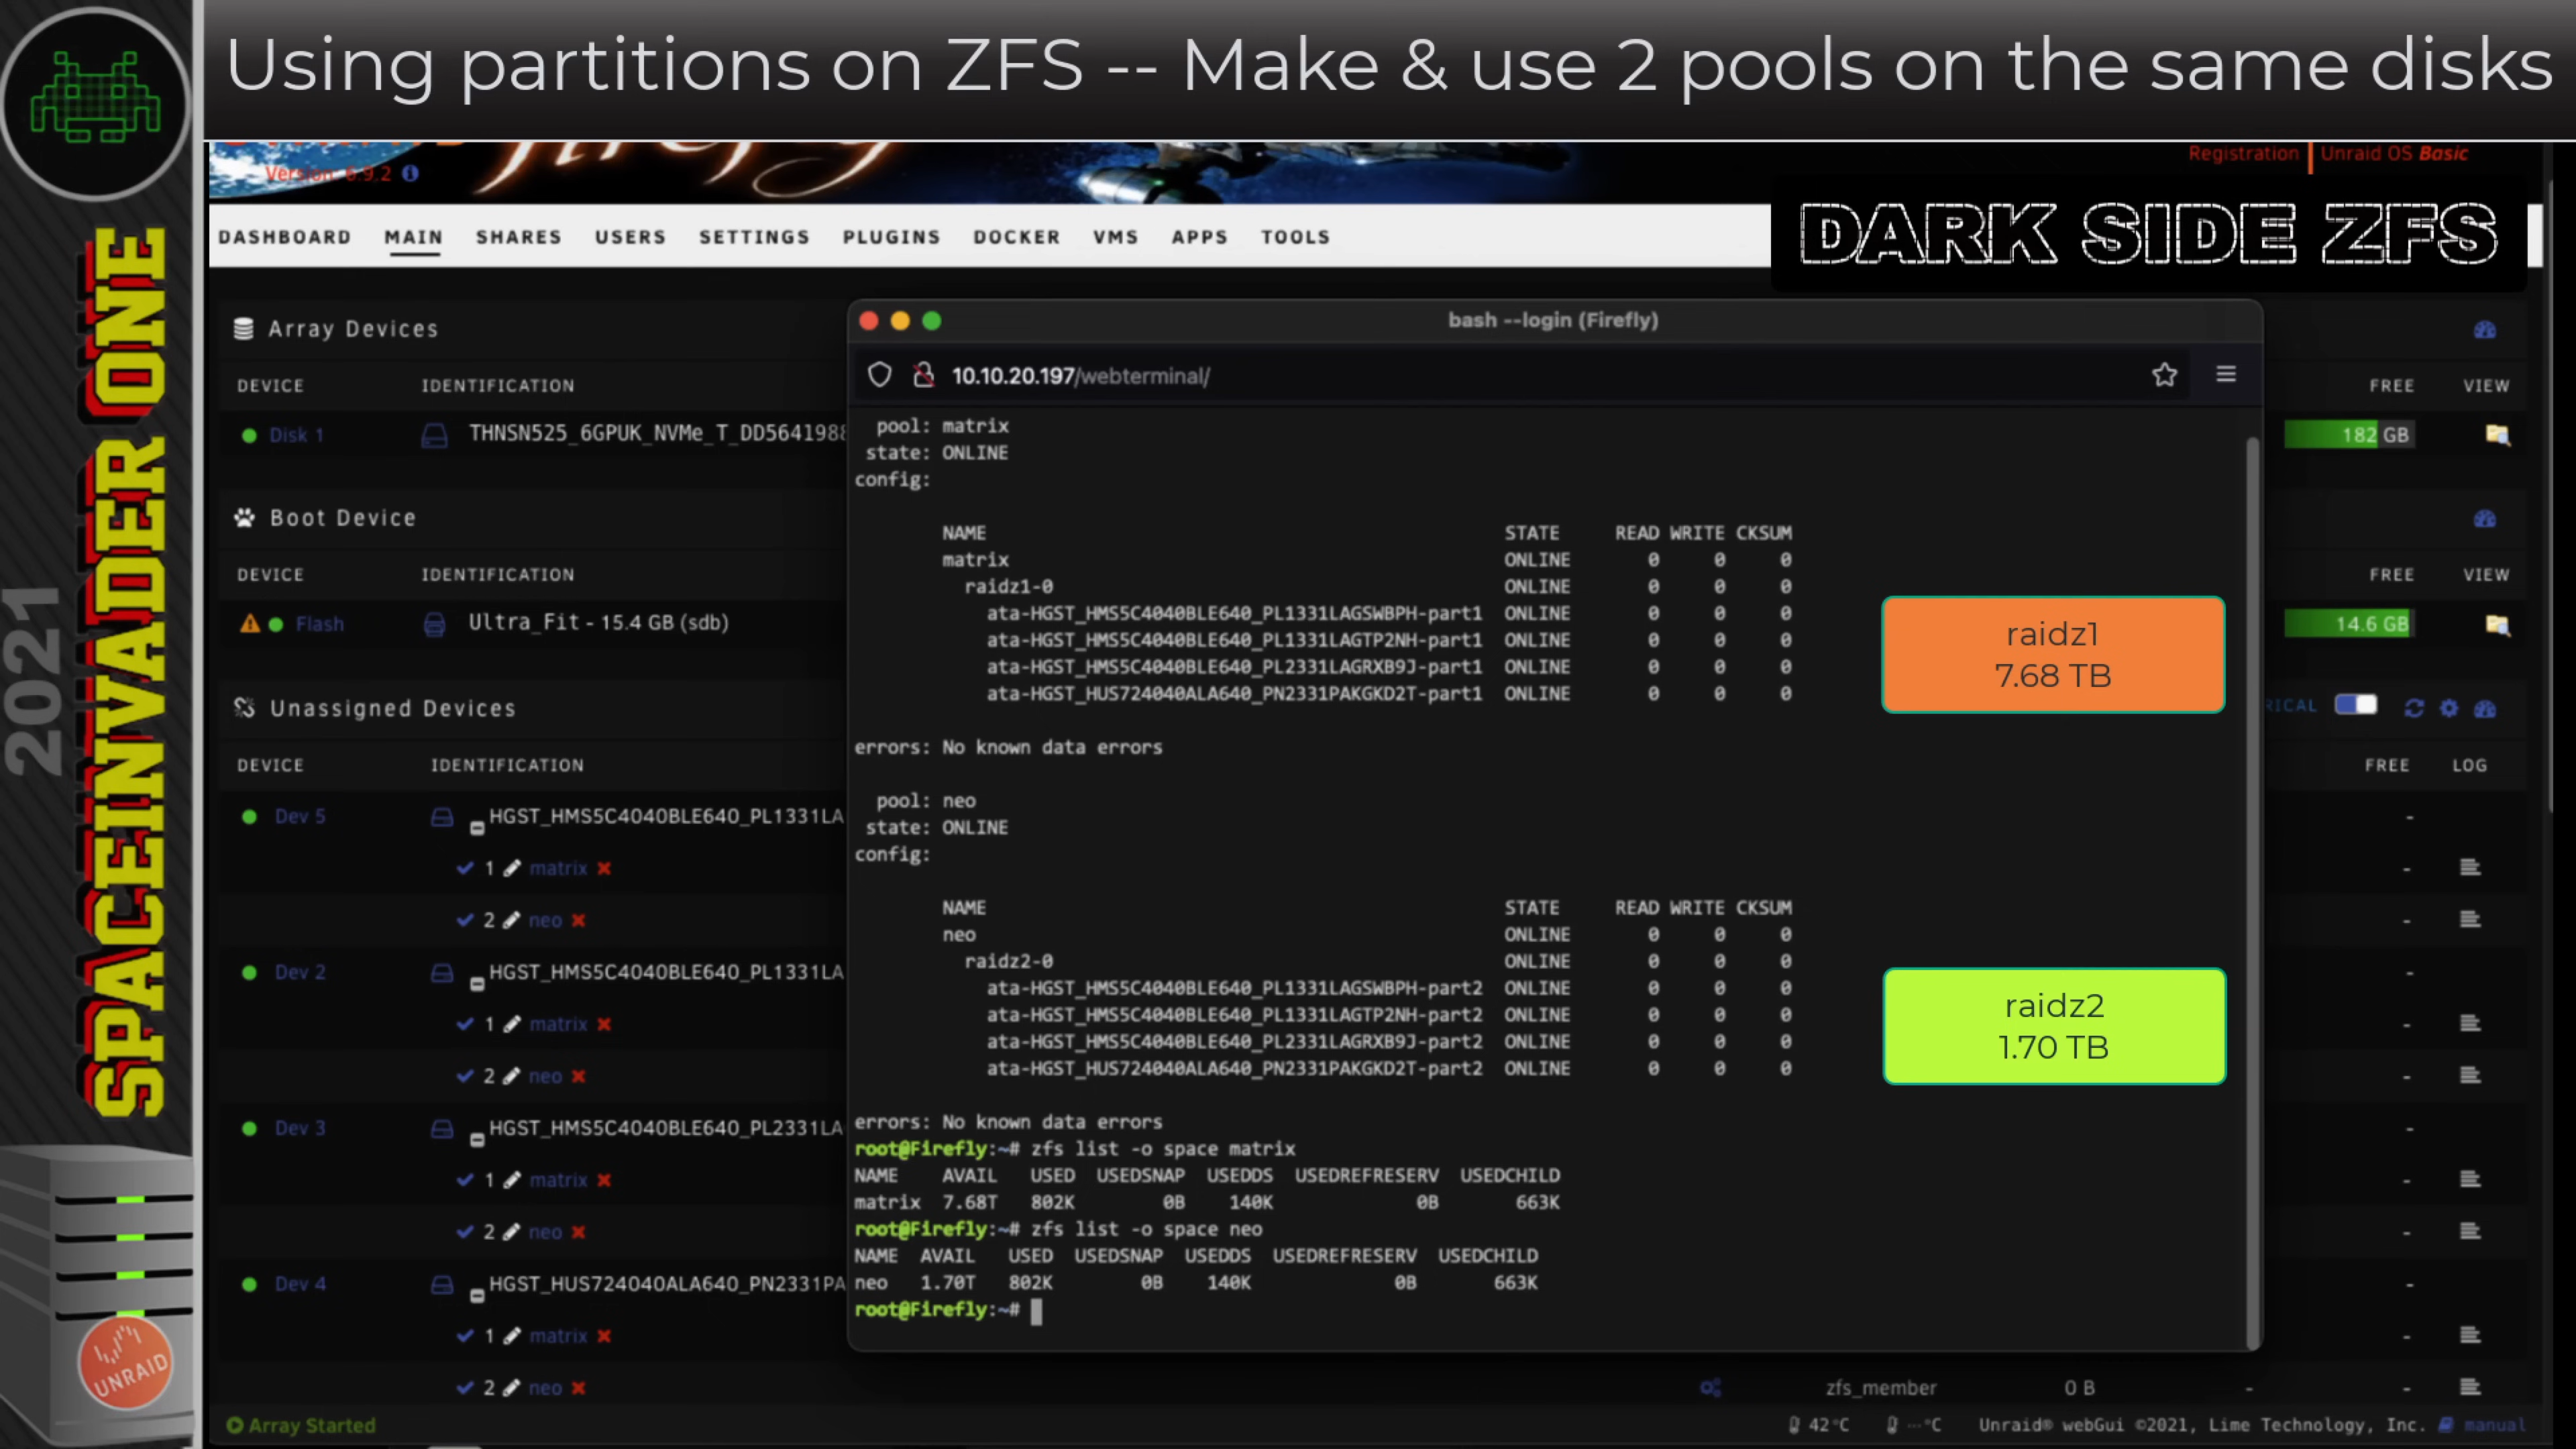 Using partitions on ZFS -- Make & use 2 pools on the same disks
2021
SPACEINVADER ONE
UNRAID
Version: 6.9.2
Registration
Unraid OS Basic
DASHBOARD MAIN SHARES USERS SETTINGS PLUGINS DOCKER VMS APPS TOOLS
DARK SIDE ZFS
Array Devices
DEVICE IDENTIFICATION FREE VIEW
Disk 1 THNSN525_6GPUK_NVMe_T_DD564198 182 GB
Boot Device
DEVICE IDENTIFICATION FREE VIEW
Flash Ultra_Fit - 15.4 GB (sdb) 14.6 GB
Unassigned Devices
DEVICE IDENTIFICATION FREE LOG
Dev 5 HGST_HMS5C4040BLE640_PL1331LA -
1 matrix -
2 neo -
Dev 2 HGST_HMS5C4040BLE640_PL1331LA -
1 matrix -
2 neo -
Dev 3 HGST_HMS5C4040BLE640_PL2331LA -
1 matrix -
2 neo -
Dev 4 HGST_HUS724040ALA640_PN2331PA -
1 matrix -
2 neo zfs_member 0 B - -
bash --login (Firefly)
10.10.20.197/webterminal/
pool: matrix
state: ONLINE
config:
NAME STATE READ WRITE CKSUM
matrix ONLINE 0 0 0
raidz1-0 ONLINE 0 0 0
ata-HGST_HMS5C4040BLE640_PL1331LAGSWBPH-part1 ONLINE 0 0 0
ata-HGST_HMS5C4040BLE640_PL1331LAGTP2NH-part1 ONLINE 0 0 0
ata-HGST_HMS5C4040BLE640_PL2331LAGRXB9J-part1 ONLINE 0 0 0
ata-HGST_HUS724040ALA640_PN2331PAKGKD2T-part1 ONLINE 0 0 0
errors: No known data errors
pool: neo
state: ONLINE
config:
NAME STATE READ WRITE CKSUM
neo ONLINE 0 0 0
raidz2-0 ONLINE 0 0 0
ata-HGST_HMS5C4040BLE640_PL1331LAGSWBPH-part2 ONLINE 0 0 0
ata-HGST_HMS5C4040BLE640_PL1331LAGTP2NH-part2 ONLINE 0 0 0
ata-HGST_HMS5C4040BLE640_PL2331LAGRXB9J-part2 ONLINE 0 0 0
ata-HGST_HUS724040ALA640_PN2331PAKGKD2T-part2 ONLINE 0 0 0
errors: No known data errors
root@Firefly:~# zfs list -o space matrix
NAME AVAIL USED USEDSNAP USEDDS USEDREFRESERV USEDCHILD
matrix 7.68T 802K 0B 140K 0B 663K
root@Firefly:~# zfs list -o space neo
NAME AVAIL USED USEDSNAP USEDDS USEDREFRESERV USEDCHILD
neo 1.70T 802K 0B 140K 0B 663K
root@Firefly:~#
raidz1
7.68 TB
raidz2
1.70 TB
Array Started
42°C ---°C Unraid® webGui ©2021, Lime Technology, Inc. manual